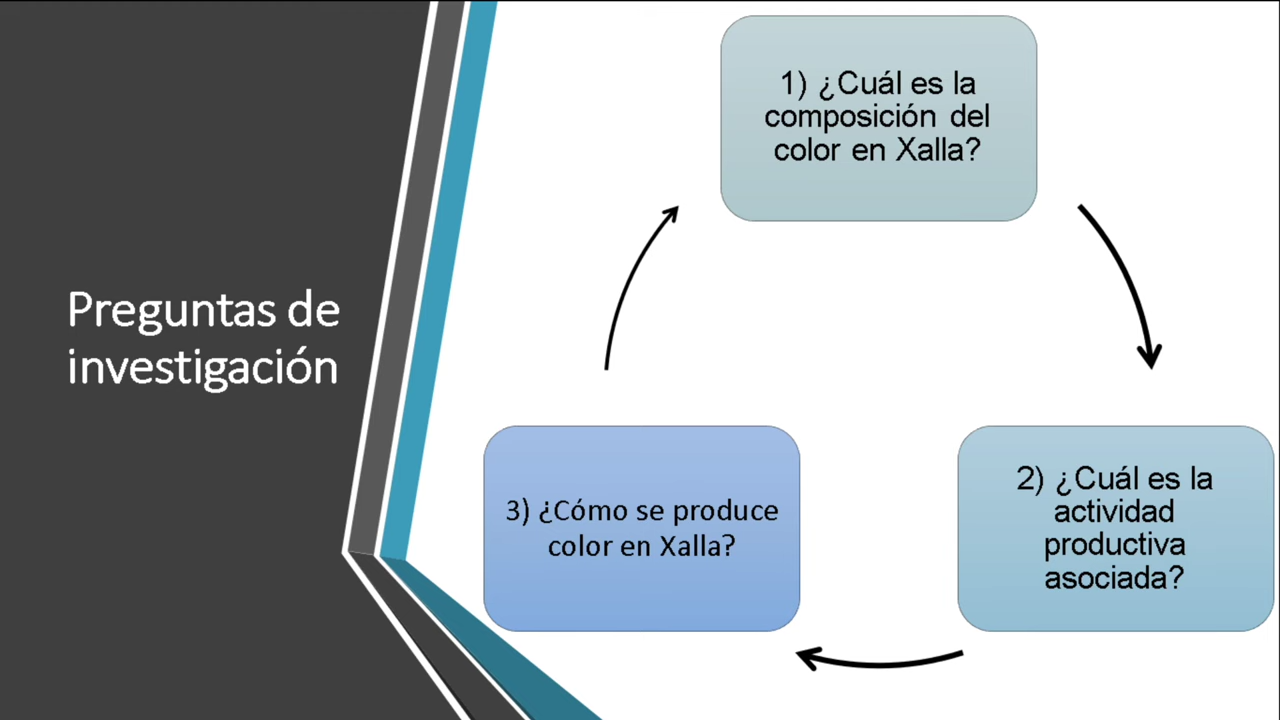 Preguntas de
investigación
1) ¿Cuál es la
composición del
color en Xalla?
2) ¿Cuál es la
actividad
productiva
asociada?
3) ¿Cómo se produce
color en Xalla?